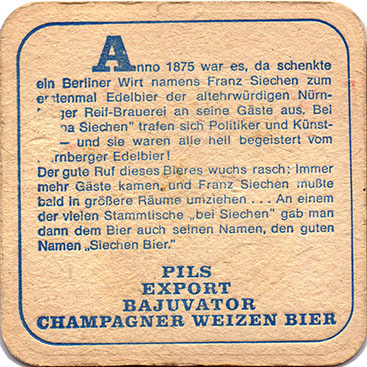 Anno 1875 war es, da schenkte
ein Berliner Wirt namens Franz Siechen zum
erstenmal Edelbier der altehrwürdigen Nürn-
ger Reif-Brauerei an seine Gäste aus. Bei
pa Siechen" trafen sich Politiker und Künst-
— und sie waren alle hell begeistert vom
rnberger Edelbier!
Der gute Ruf dieses Bieres wuchs rasch: Immer
mehr Gäste kamen, und Franz Siechen mußte
bald in größere Räume umziehen . . . An einem
der vielen Stammtische „bei Siechen" gab man
dann dem Bier auch seinen Namen, den guten
Namen „Siechen Bier."
PILS
EXPORT
BAJUVATOR
CHAMPAGNER WEIZEN BIER